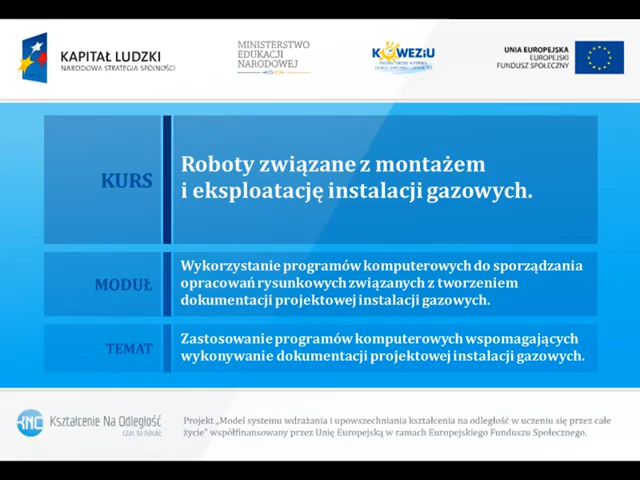 KAPITAŁ LUDZKI
NARODOWA STRATEGIA SPÓJNOŚCI
MINISTERSTWO
EDUKACJI
NARODOWEJ
KOWEZiU
UNIA EUROPEJSKA
EUROPEJSKI
FUNDUSZ SPOŁECZNY
KURS
Roboty związane z montażem
i eksploatację instalacji gazowych.
MODUŁ
Wykorzystanie programów komputerowych do sporządzania
opracowań rysunkowych związanych z tworzeniem
dokumentacji projektowej instalacji gazowych.
TEMAT
Zastosowanie programów komputerowych wspomagających
wykonywanie dokumentacji projektowej instalacji gazowych.
KNO
Kształcenie Na Odległość
Czas na Naukę
Projekt „Model systemu wdrażania i upowszechniania kształcenia na odległość w uczeniu się przez całe
życie” współfinansowany przez Unię Europejską w ramach Europejskiego Funduszu Społecznego.